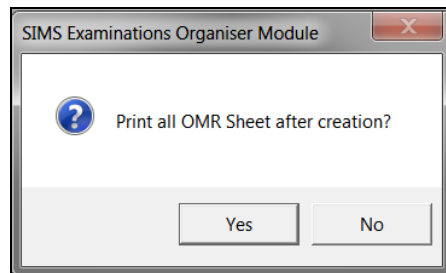 SIMS Examinations Organiser Module
Print all OMR Sheet after creation?
Yes No